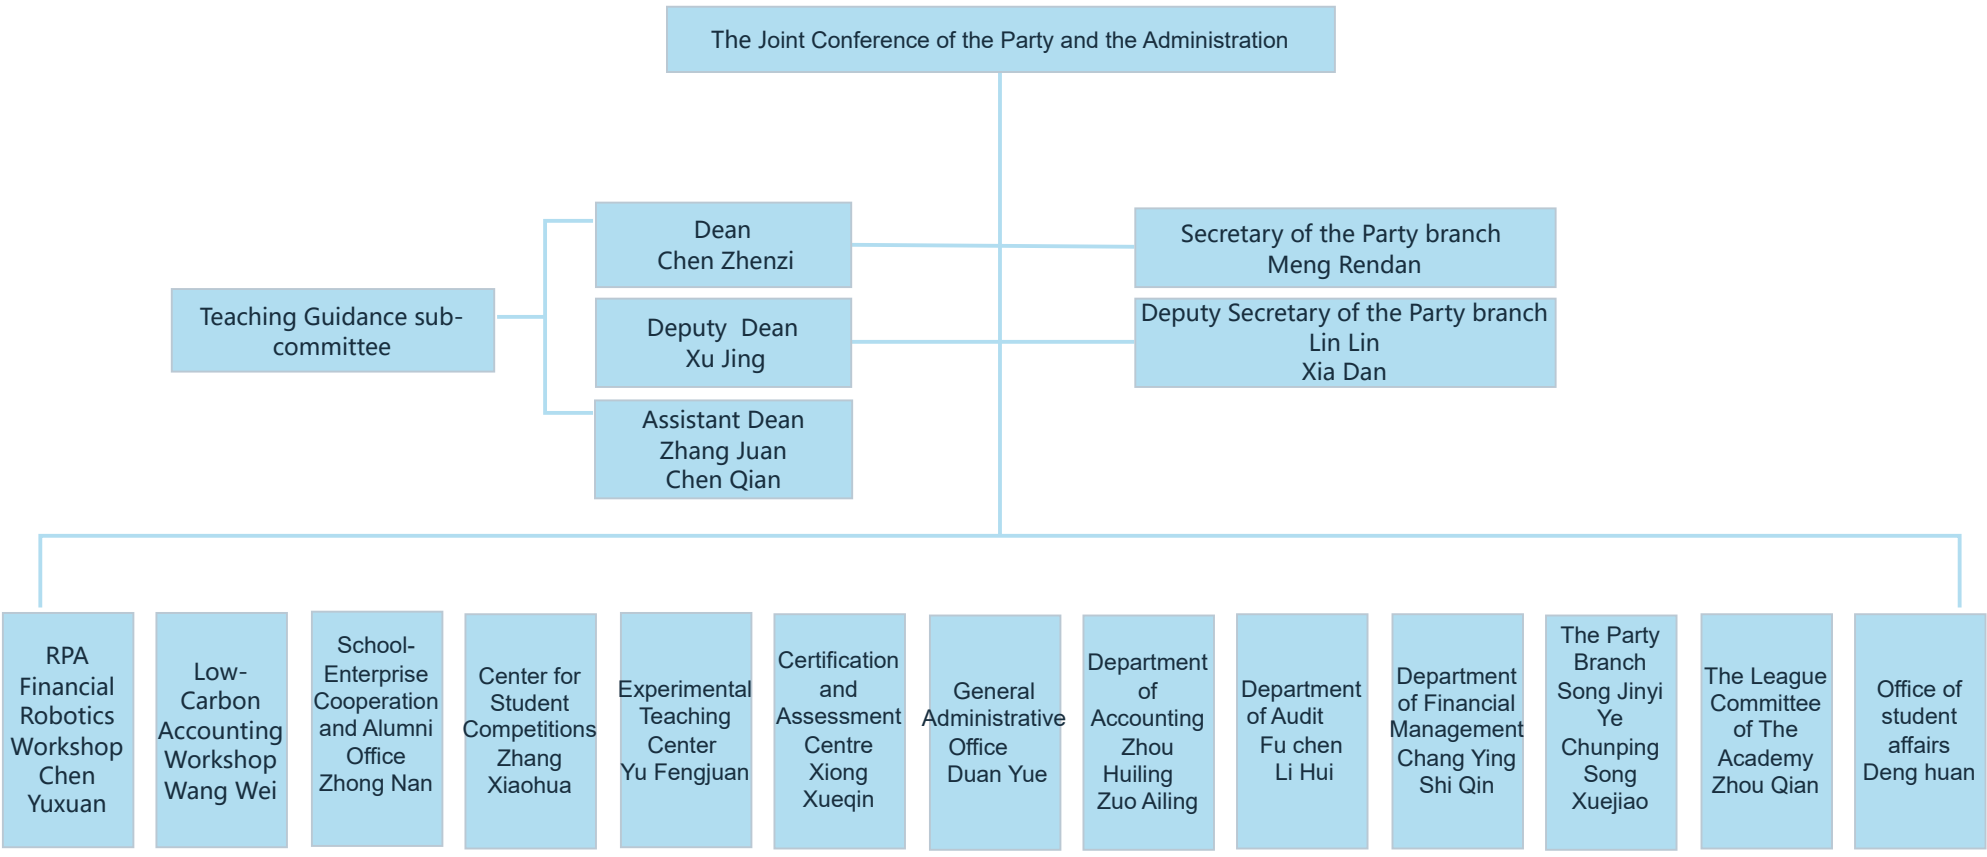 The Joint Conference of the Party and the Administration
Dean
Chen Zhenzi
Secretary of the Party branch
Meng Rendan
Teaching Guidance sub-
committee
Deputy  Dean
Xu Jing
Deputy Secretary of the Party branch
Lin Lin
Xia Dan
Assistant Dean
Zhang Juan
Chen Qian
RPA
Financial
Robotics
Workshop
Chen
Yuxuan
Low-
Carbon
Accounting
Workshop
Wang Wei
School-
Enterprise
Cooperation
and Alumni
Office
Zhong Nan
Center for
Student
Competitions
Zhang
Xiaohua
Experimental
Teaching
Center
Yu Fengjuan
Certification
and
Assessment
Centre
Xiong
Xueqin
General
Administrative
Office
Duan Yue
Department
of
Accounting
Zhou
Huiling
Zuo Ailing
Department
of Audit
Fu chen
Li Hui
Department
of Financial
Management
Chang Ying
Shi Qin
The Party
Branch
Song Jinyi
Ye
Chunping
Song
Xuejiao
The League
Committee
of The
Academy
Zhou Qian
Office of
student
affairs
Deng huan